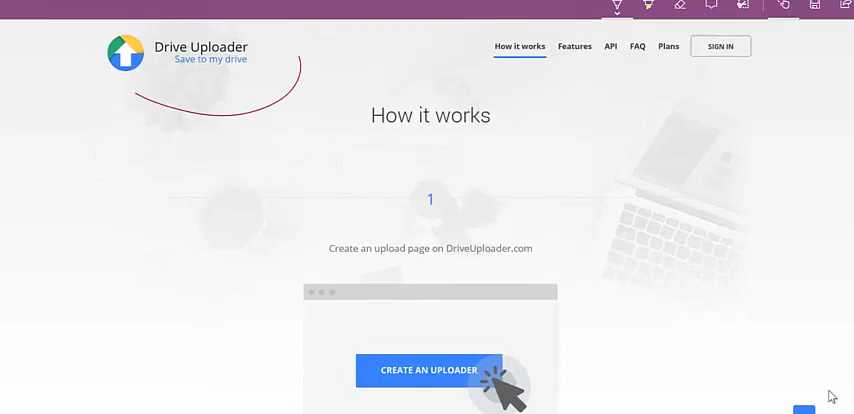 Drive Uploader
Save to my drive
How it works Features API FAQ Plans SIGN IN
How it works
1
Create an upload page on DriveUploader.com
CREATE AN UPLOADER